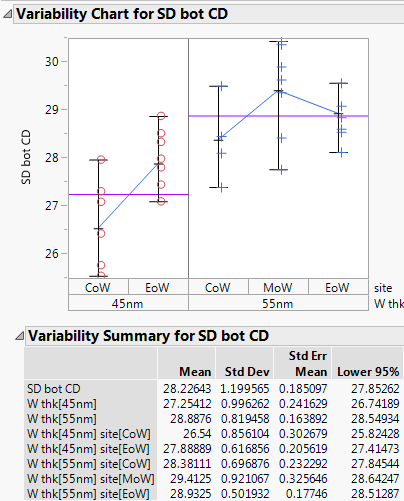 Variability Chart for SD bot CD
30
29
28
27
26
SD bot CD
CoW EoW CoW MoW EoW site
45nm 55nm W thk
Variability Summary for SD bot CD
Std Err
Mean Std Dev Mean Lower 95%
SD bot CD 28.22643 1.199565 0.185097 27.85262
W thk[45nm] 27.25412 0.996262 0.241629 26.74189
W thk[55nm] 28.8876 0.819458 0.163892 28.54934
W thk[45nm] site[CoW] 26.54 0.856104 0.302679 25.82428
W thk[45nm] site[EoW] 27.88889 0.616856 0.205619 27.41473
W thk[55nm] site[CoW] 28.38111 0.696876 0.232292 27.84544
W thk[55nm] site[MoW] 29.4125 0.921067 0.325646 28.64247
W thk[55nm] site[EoW] 28.9325 0.501932 0.17746 28.51287